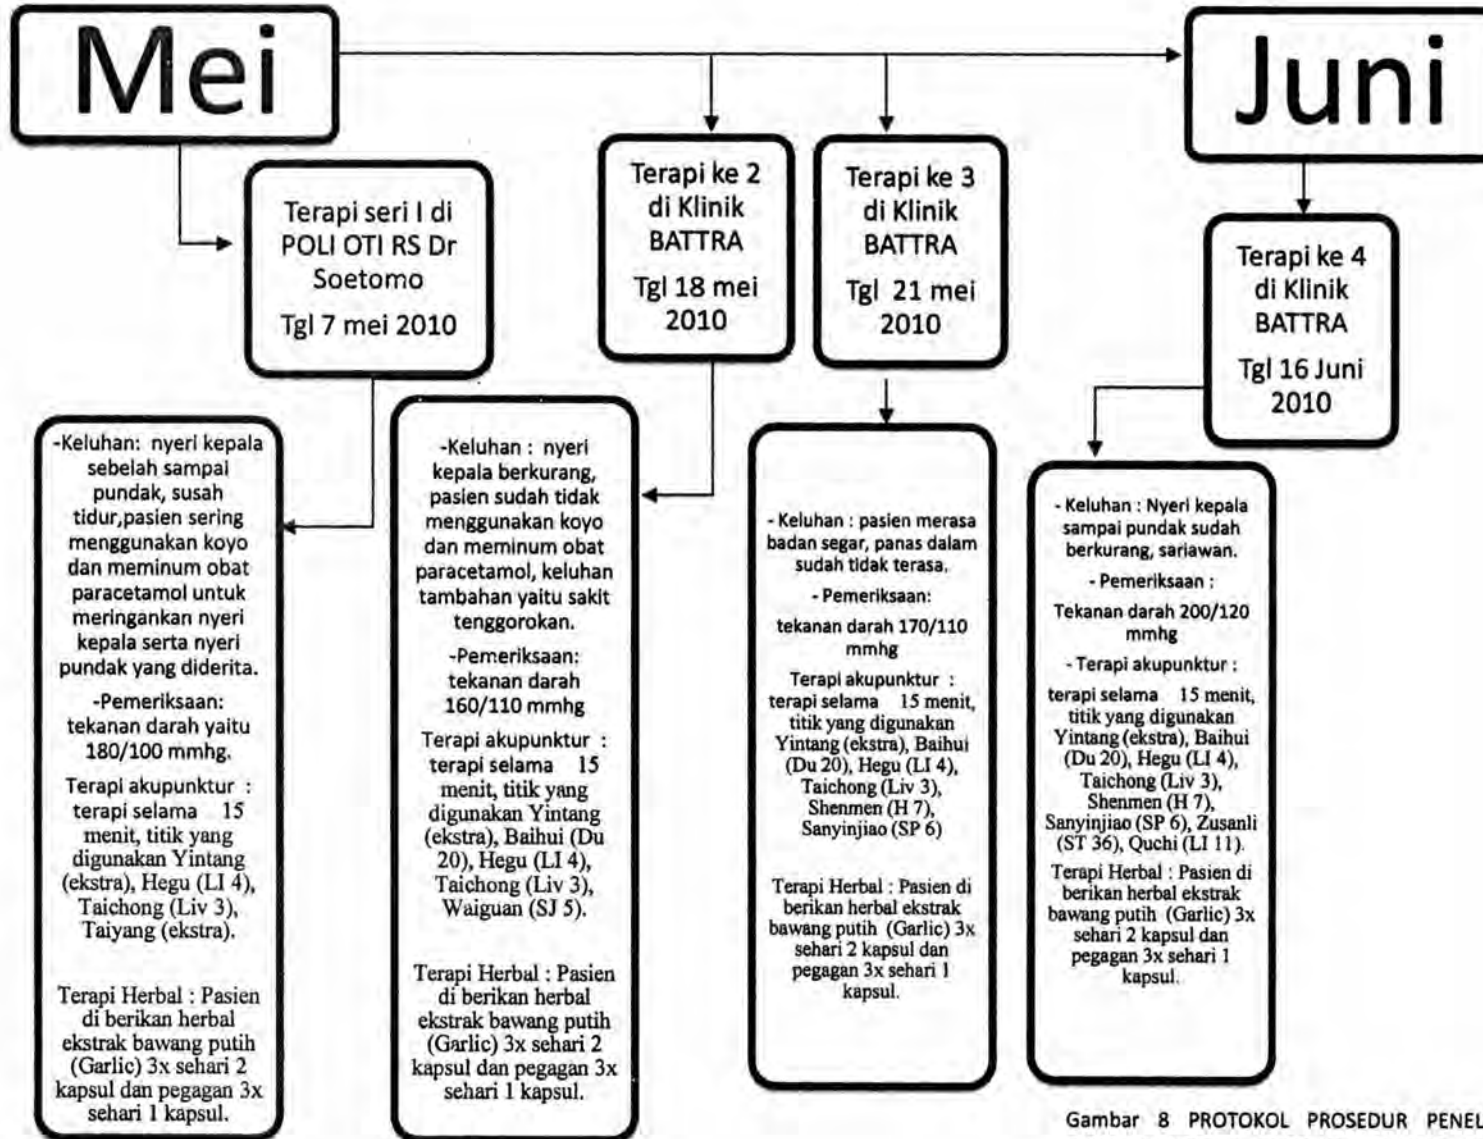 Mei
Juni
Terapi seri I di
POLI OTI RS Dr
Soetomo
Tgl 7 mei 2010
Terapi ke 2
di Klinik
BATTRA
Tgl 18 mei
2010
Terapi ke 3
di Klinik
BATTRA
Tgl 21 mei
2010
Terapi ke 4
di Klinik
BATTRA
Tgl 16 Juni
2010
-Keluhan: nyeri kepala
sebelah sampai
pundak, susah
tidur,pasien sering
menggunakan koyo
dan meminum obat
paracetamol untuk
meringankan nyeri
kepala serta nyeri
pundak yang diderita.
-Pemeriksaan:
tekanan darah yaitu
180/100 mmhg.
Terapi akupunktur :
terapi selama 15
menit, titik yang
digunakan Yintang
(ekstra), Hegu (LI 4),
Taichong (Liv 3),
Taiyang (ekstra).
Terapi Herbal : Pasien
di berikan herbal
ekstrak bawang putih
(Garlic) 3x sehari 2
kapsul dan pegagan 3x
sehari 1 kapsul.
-Keluhan : nyeri
kepala berkurang,
pasien sudah tidak
menggunakan koyo
dan meminum obat
paracetamol, keluhan
tambahan yaitu sakit
tenggorokan.
-Pemeriksaan:
tekanan darah
160/110 mmhg
Terapi akupunktur :
terapi selama 15
menit, titik yang
digunakan Yintang
(ekstra), Baihui (Du
20), Hegu (LI 4),
Taichong (Liv 3),
Waiguan (SJ 5).
Terapi Herbal : Pasien
di berikan herbal
ekstrak bawang putih
(Garlic) 3x sehari 2
kapsul dan pegagan 3x
sehari 1 kapsul.
- Keluhan : pasien merasa
badan segar, panas dalam
sudah tidak terasa.
- Pemeriksaan:
tekanan darah 170/110
mmhg
Terapi akupunktur :
terapi selama 15 menit,
titik yang digunakan
Yintang (ekstra), Baihui
(Du 20), Hegu (LI 4),
Taichong (Liv 3),
Shenmen (H 7),
Sanyinjiao (SP 6)
Terapi Herbal : Pasien di
berikan herbal ekstrak
bawang putih (Garlic) 3x
sehari 2 kapsul dan
pegagan 3x sehari 1
kapsul.
- Keluhan : Nyeri kepala
sampai pundak sudah
berkurang, sariawan.
- Pemeriksaan :
Tekanan darah 200/120
mmhg
- Terapi akupunktur :
terapi selama 15 menit,
titik yang digunakan
Yintang (ekstra), Baihui
(Du 20), Hegu (LI 4),
Taichong (Liv 3),
Shenmen (H 7),
Sanyinjiao (SP 6), Zusanli
(ST 36), Quchi (LI 11).
Terapi Herbal : Pasien di
berikan herbal ekstrak
bawang putih (Garlic) 3x
sehari 2 kapsul dan
pegagan 3x sehari 1
kapsul.
Gambar 8 PROTOKOL PROSEDUR PENEL